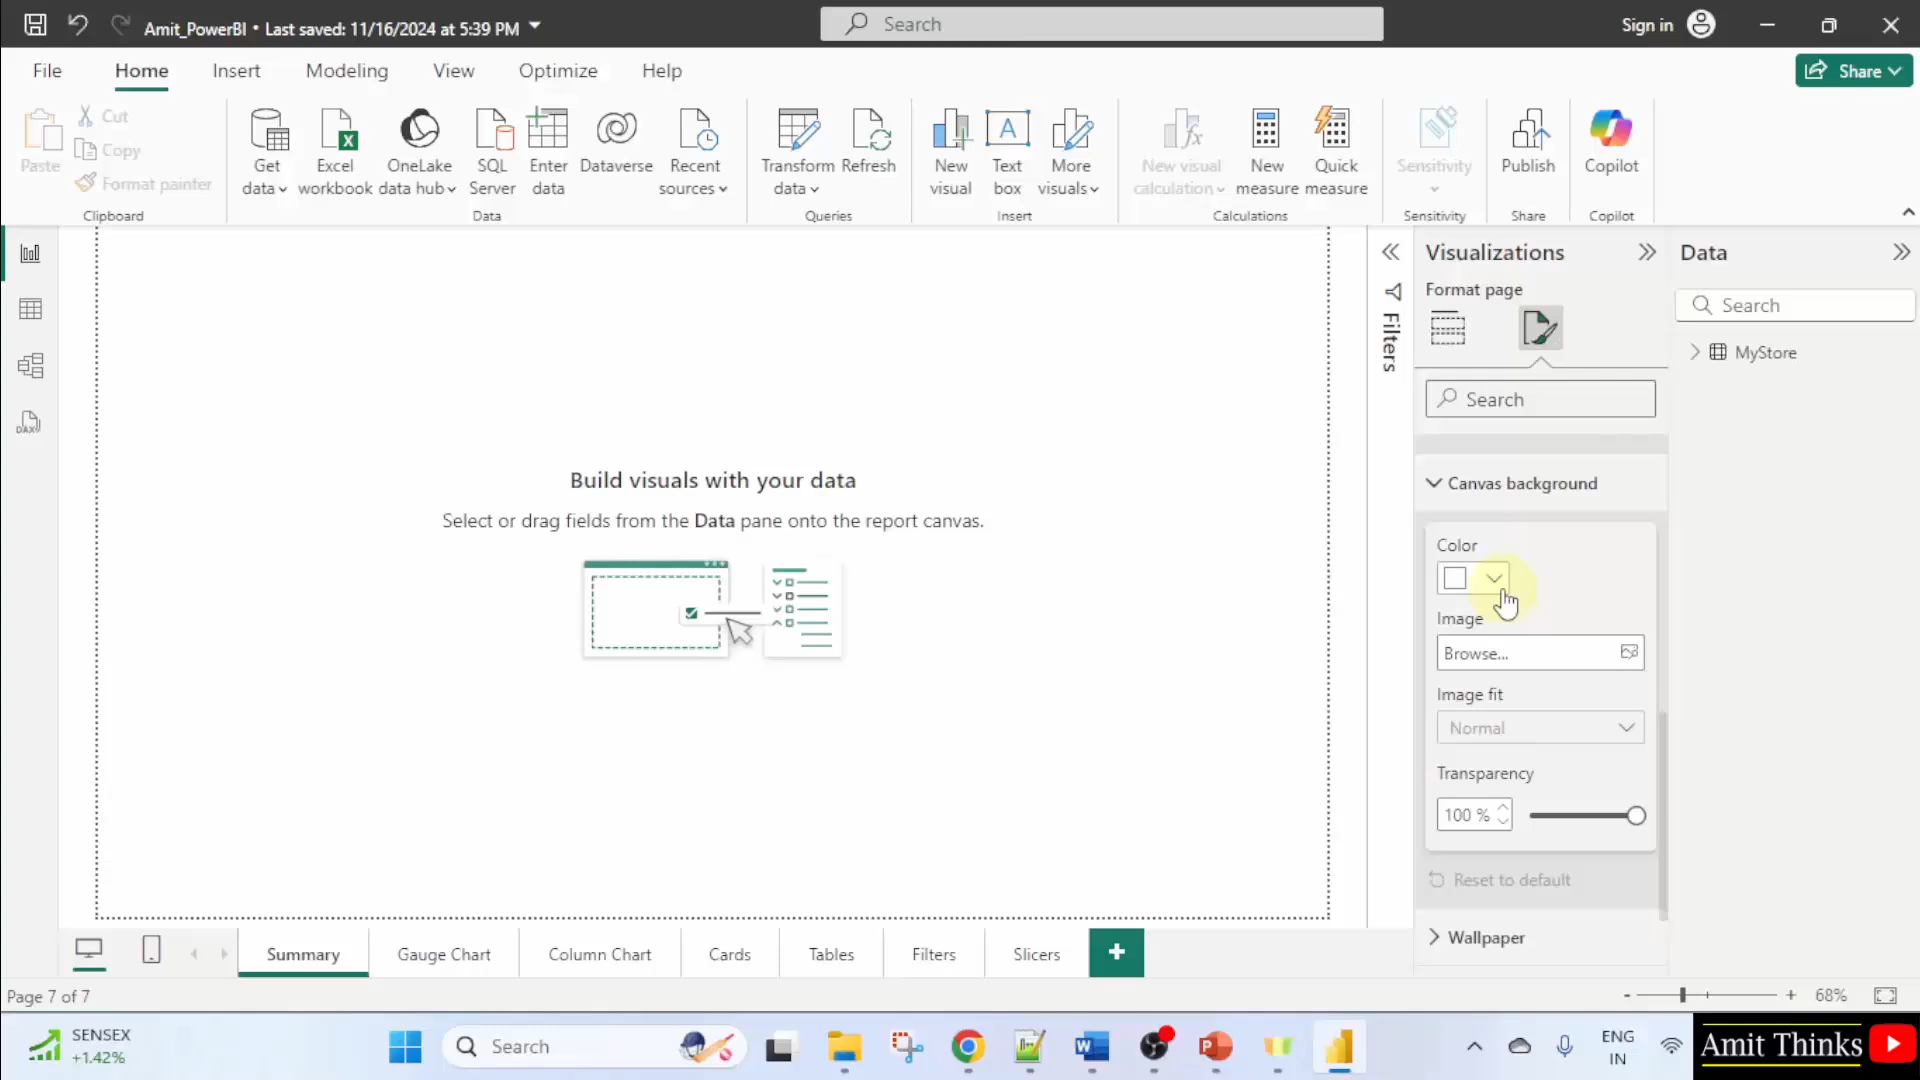 Amit_PowerBI • Last saved: 11/16/2024 at 5:39 PM
Search
Sign in
File
Home
Insert
Modeling
View
Optimize
Help
Share
Paste
Cut
Copy
Format painter
Clipboard
Get data
Excel workbook
OneLake data hub
SQL Server
Enter data
Dataverse
Recent sources
Data
Transform data
Refresh
Queries
New visual
Text box
More visuals
Insert
New visual calculation
New measure
Quick measure
Calculations
Sensitivity
Sensitivity
Publish
Share
Copilot
Copilot
DAX
Build visuals with your data
Select or drag fields from the Data pane onto the report canvas.
Filters
Visualizations
Format page
Search
Canvas background
Color
Image
Browse...
Image fit
Normal
Transparency
100 %
Reset to default
Wallpaper
Data
Search
MyStore
Summary
Gauge Chart
Column Chart
Cards
Tables
Filters
Slicers
+
Page 7 of 7
- + 68%
SENSEX
+1.42%
Search
ENG
IN
Amit Thinks